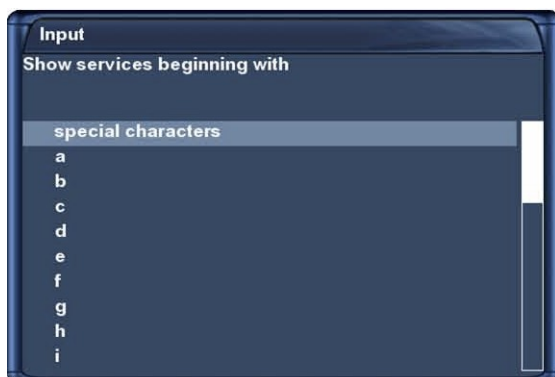 Input
Show services beginning with
special characters
a
b
c
d
e
f
g
h
i